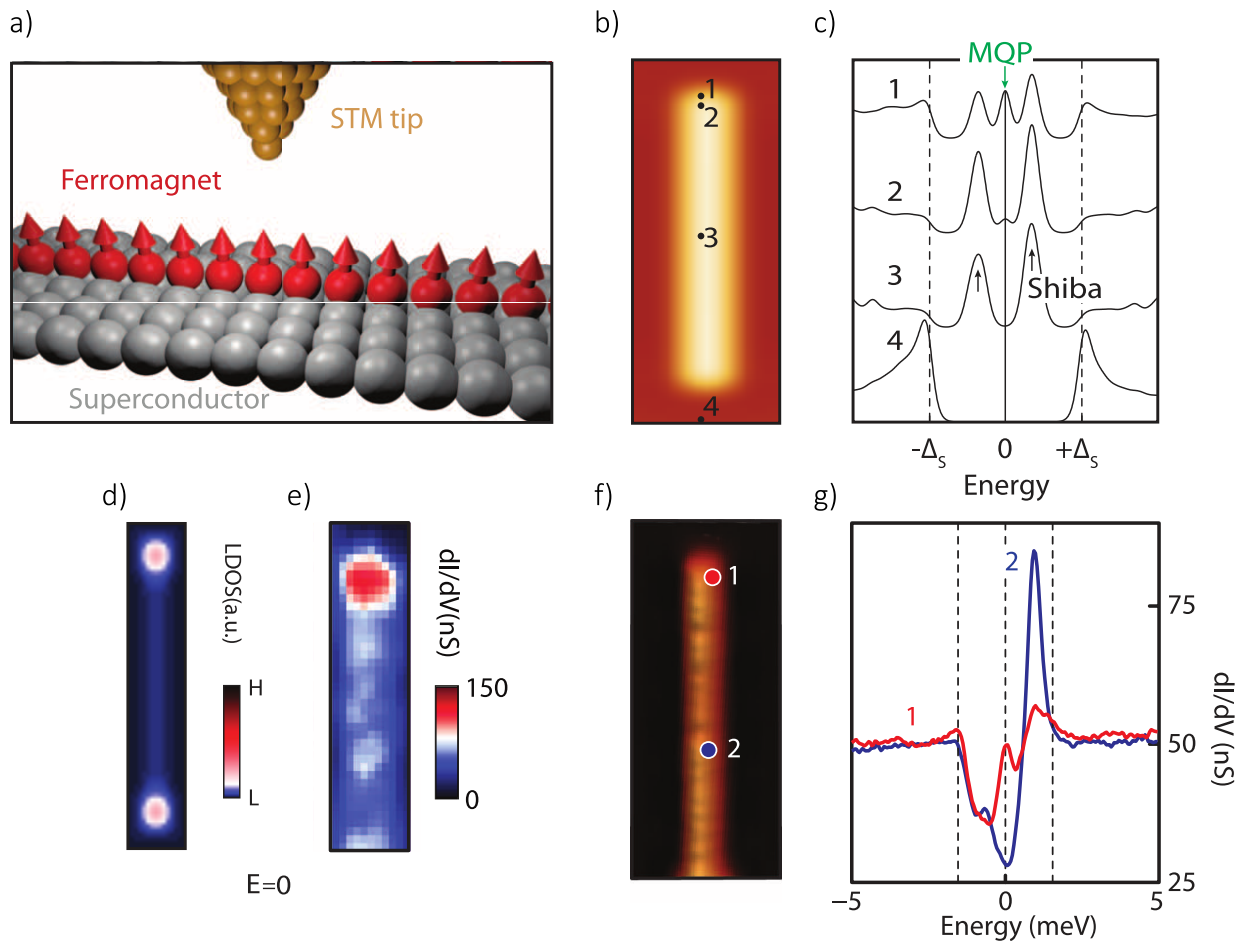 a)
STM tip
Ferromagnet
Superconductor
b)
1
2
3
4
c)
MQP
1
2
3
Shiba
4
-Δ_S 0 +Δ_S
Energy
d)
LDOS(a.u.)
H
L
e)
dI/dV(nS)
150
0
E=0
f)
1
2
g)
2
1
75
50
25
dI/dV (nS)
−5 0 5
Energy (meV)